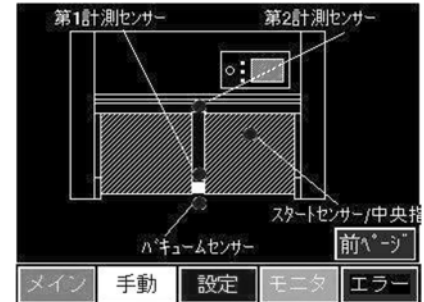 第1計測センサー 第2計測センサー
スタートセンサー/中央指
バキュームセンサー
前ページ
メイン 手動 設定 モニタ エラー